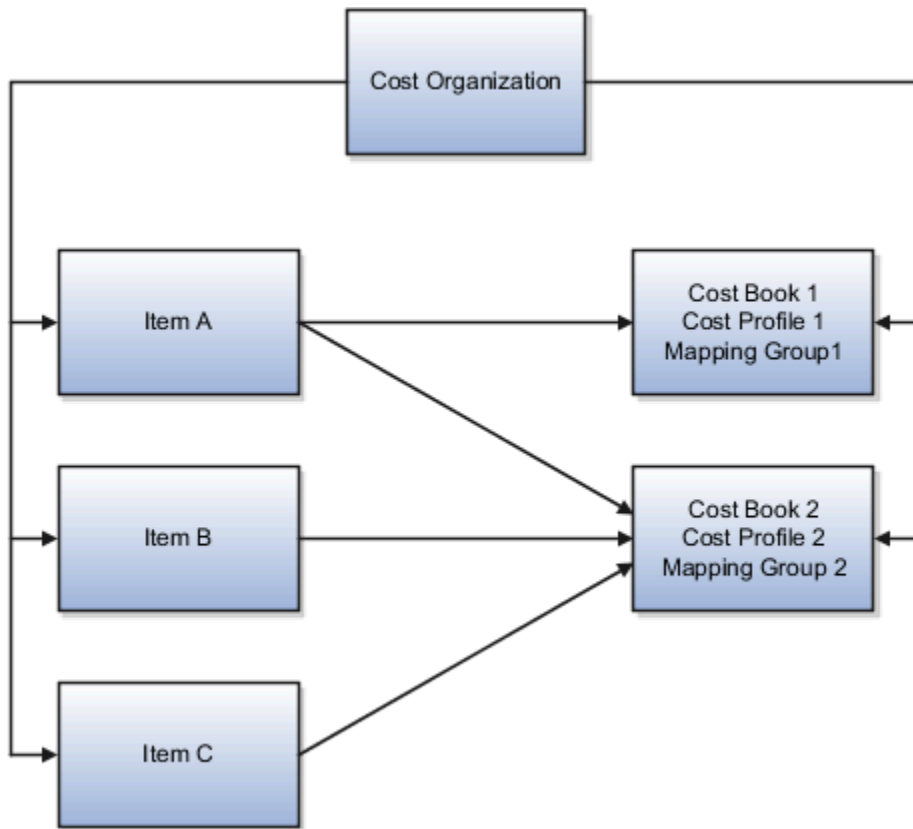 Cost Organization
Item A
Cost Book 1
Cost Profile 1
Mapping Group1
Item B
Cost Book 2
Cost Profile 2
Mapping Group 2
Item C